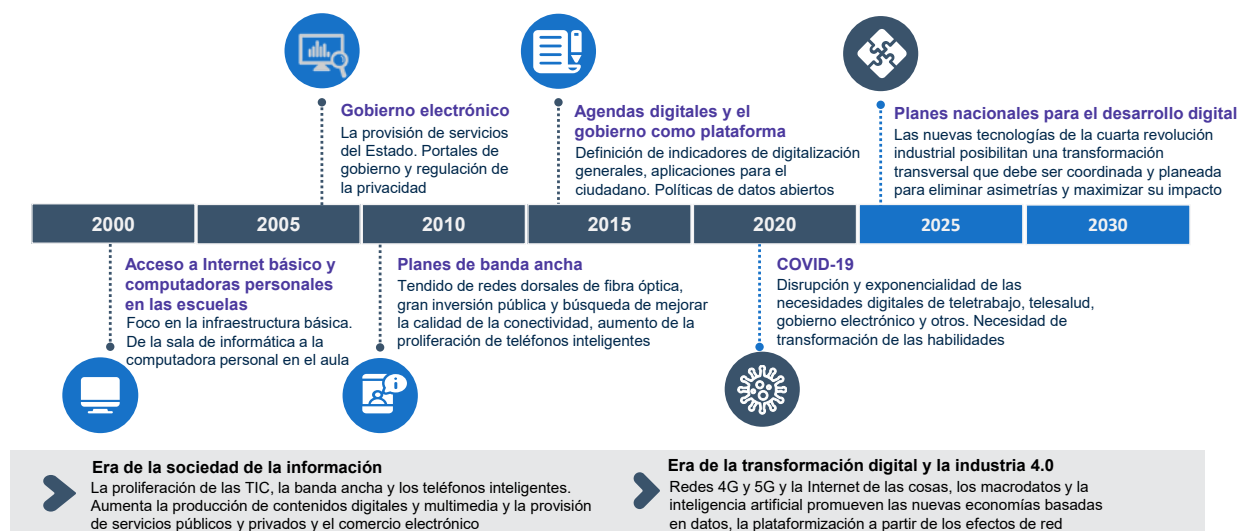 Gobierno electrónico
La provisión de servicios
del Estado. Portales de
gobierno y regulación de
la privacidad
Agendas digitales y el
gobierno como plataforma
Definición de indicadores de digitalización
generales, aplicaciones para el
ciudadano. Políticas de datos abiertos
Planes nacionales para el desarrollo digital
Las nuevas tecnologías de la cuarta revolución
industrial posibilitan una transformación
transversal que debe ser coordinada y planeada
para eliminar asimetrías y maximizar su impacto
2000 2005 2010 2015 2020 2025 2030
Acceso a Internet básico y
computadoras personales
en las escuelas
Foco en la infraestructura básica.
De la sala de informática a la
computadora personal en el aula
Planes de banda ancha
Tendido de redes dorsales de fibra óptica,
gran inversión pública y búsqueda de mejorar
la calidad de la conectividad, aumento de la
proliferación de teléfonos inteligentes
COVID-19
Disrupción y exponencialidad de las
necesidades digitales de teletrabajo, telesalud,
gobierno electrónico y otros. Necesidad de
transformación de las habilidades
Era de la sociedad de la información
La proliferación de las TIC, la banda ancha y los teléfonos inteligentes.
Aumenta la producción de contenidos digitales y multimedia y la provisión
de servicios públicos y privados y el comercio electrónico
Era de la transformación digital y la industria 4.0
Redes 4G y 5G y la Internet de las cosas, los macrodatos y la
inteligencia artificial promueven las nuevas economías basadas
en datos, la plataformización a partir de los efectos de red